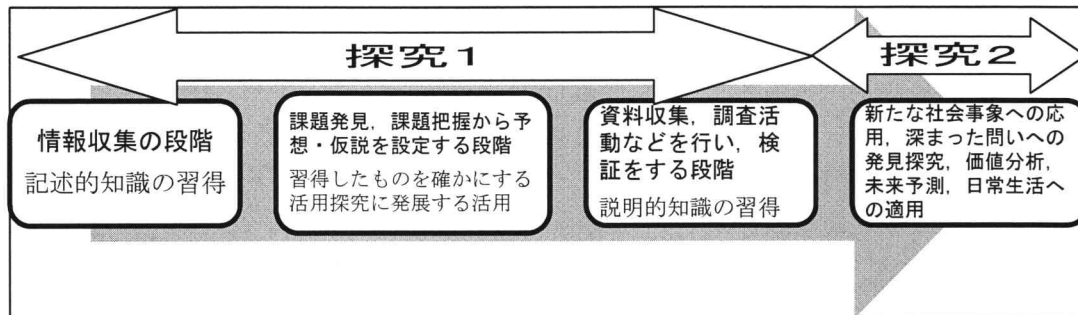 探究1
探究2
情報収集の段階
記述的知識の習得
課題発見,課題把握から予
想・仮説を設定する段階
習得したものを確かにする
活用探究に発展する活用
資料収集,調査活
動などを行い,検
証をする段階
説明的知識の習得
新たな社会事象への応
用,深まった問いへの
発見探究,価値分析,
未来予測,日常生活へ
の適用